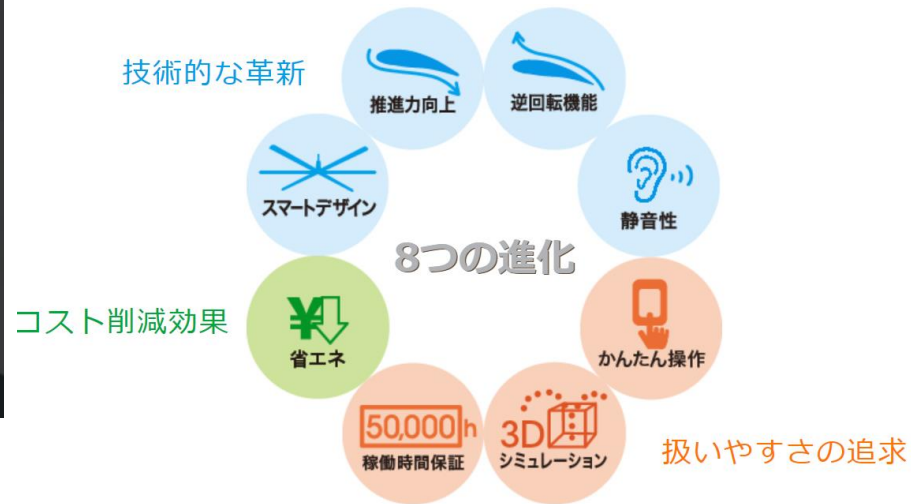 技術的な革新
推進力向上
逆回転機能
スマートデザイン
静音性
8つの進化
コスト削減効果
¥
省エネ
かんたん操作
50,000h
稼働時間保証
3D
シミュレーション
扱いやすさの追求